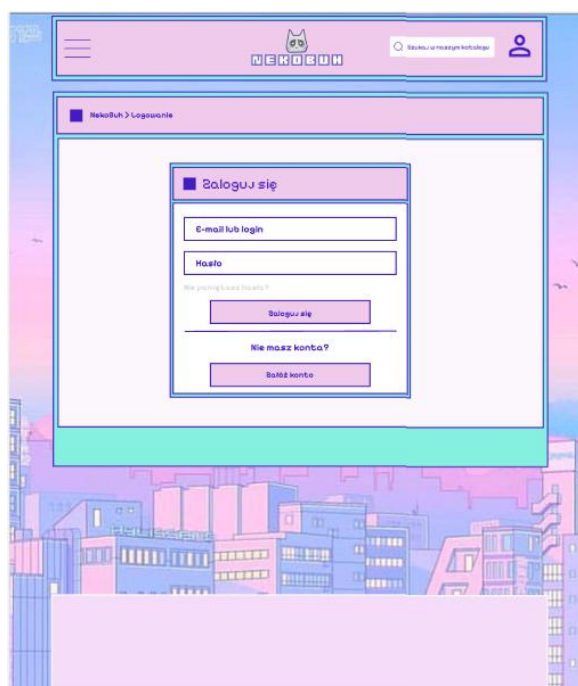 NEKOBUH
Szukaj w naszym katalogu
NekoBuh > Logowanie
Zaloguj się
E-mail lub login
Hasło
Nie pamiętasz hasła?
Zaloguj się
Nie masz konta?
Załóż konto